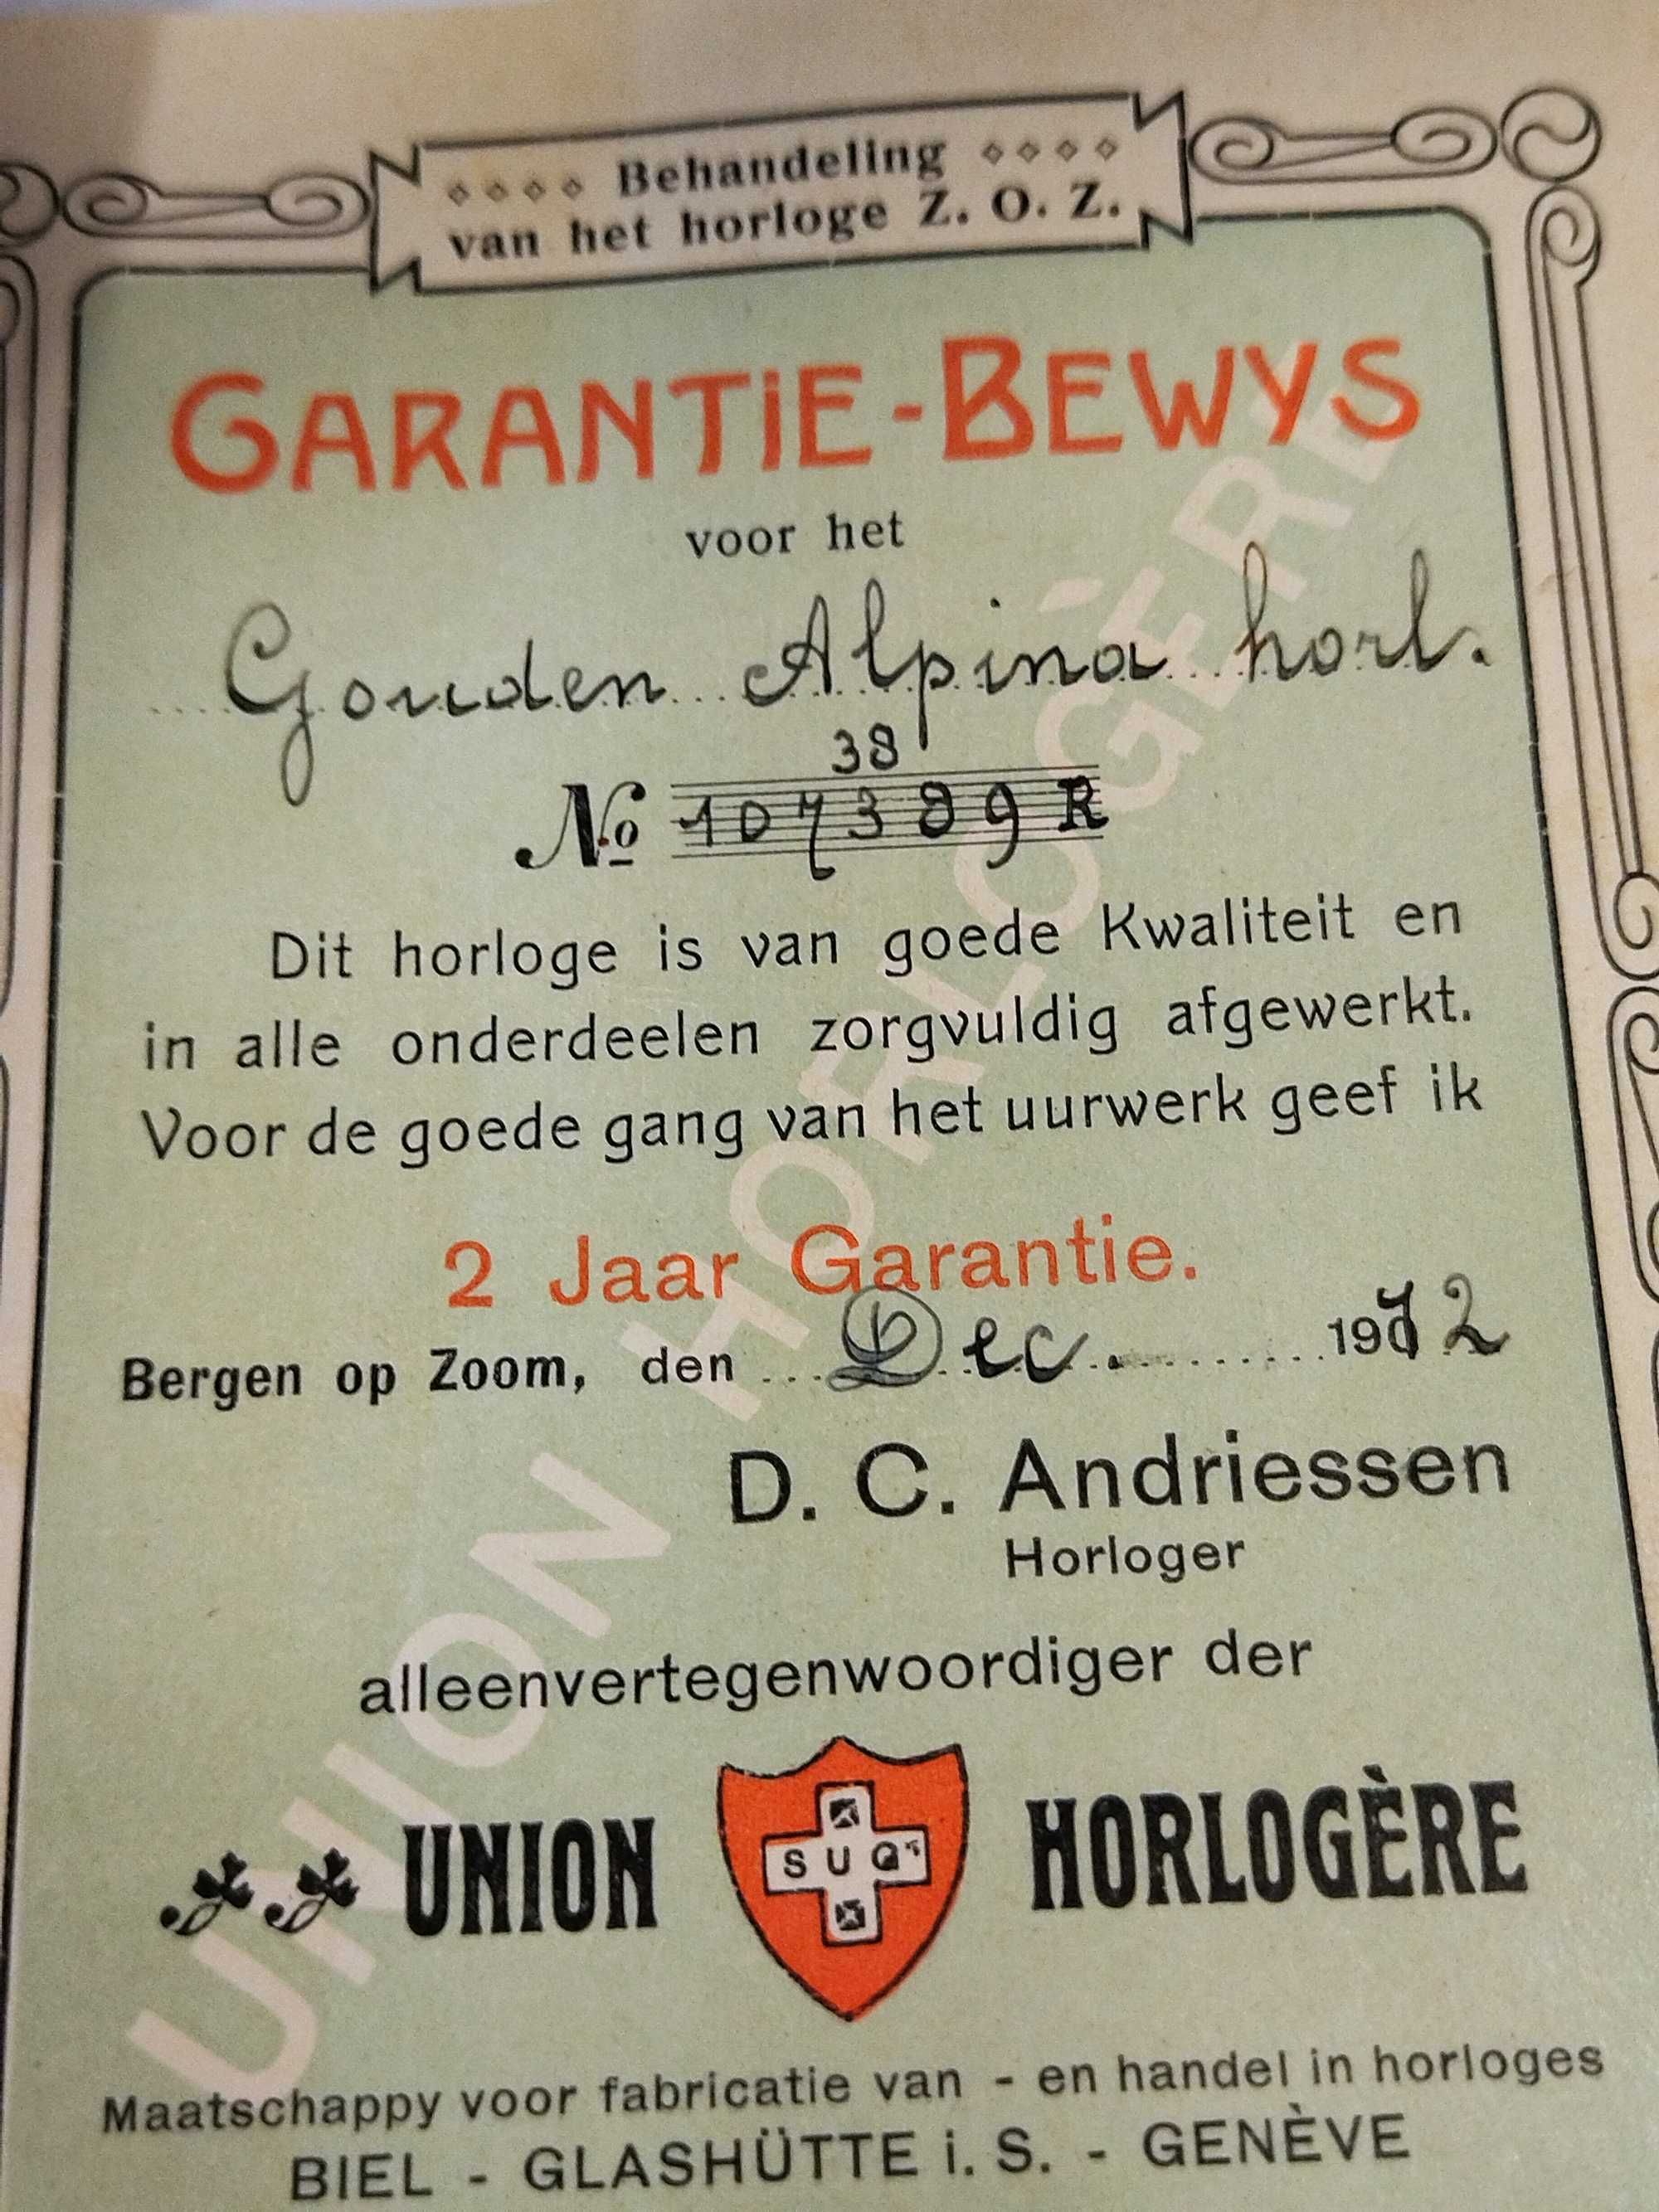 Behandeling
van het horloge Z. O. Z.
GARANTIE-BEWYS
voor het
Gouden Alpina horl.
38
No 107389 R
Dit horloge is van goede Kwaliteit en
in alle onderdeelen zorgvuldig afgewerkt.
Voor de goede gang van het uurwerk geef ik
2 Jaar Garantie.
Bergen op Zoom, den Dec. 1912
D. C. Andriessen
Horloger
alleenvertegenwoordiger der
UNION HORLOGÈRE
SUG
Maatschappy voor fabricatie van - en handel in horloges
BIEL - GLASHÜTTE i. S. - GENÈVE
UNION HORLOGÈRE